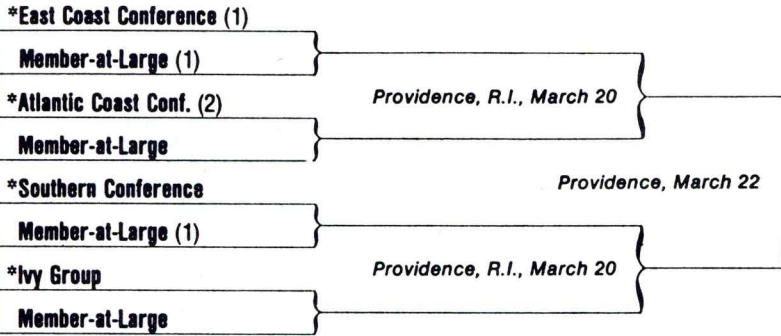 *East Coast Conference (1)
Member-at-Large (1)
*Atlantic Coast Conf. (2)
Providence, R.I., March 20
Member-at-Large
*Southern Conference
Providence, March 22
Member-at-Large (1)
*Ivy Group
Providence, R.I., March 20
Member-at-Large